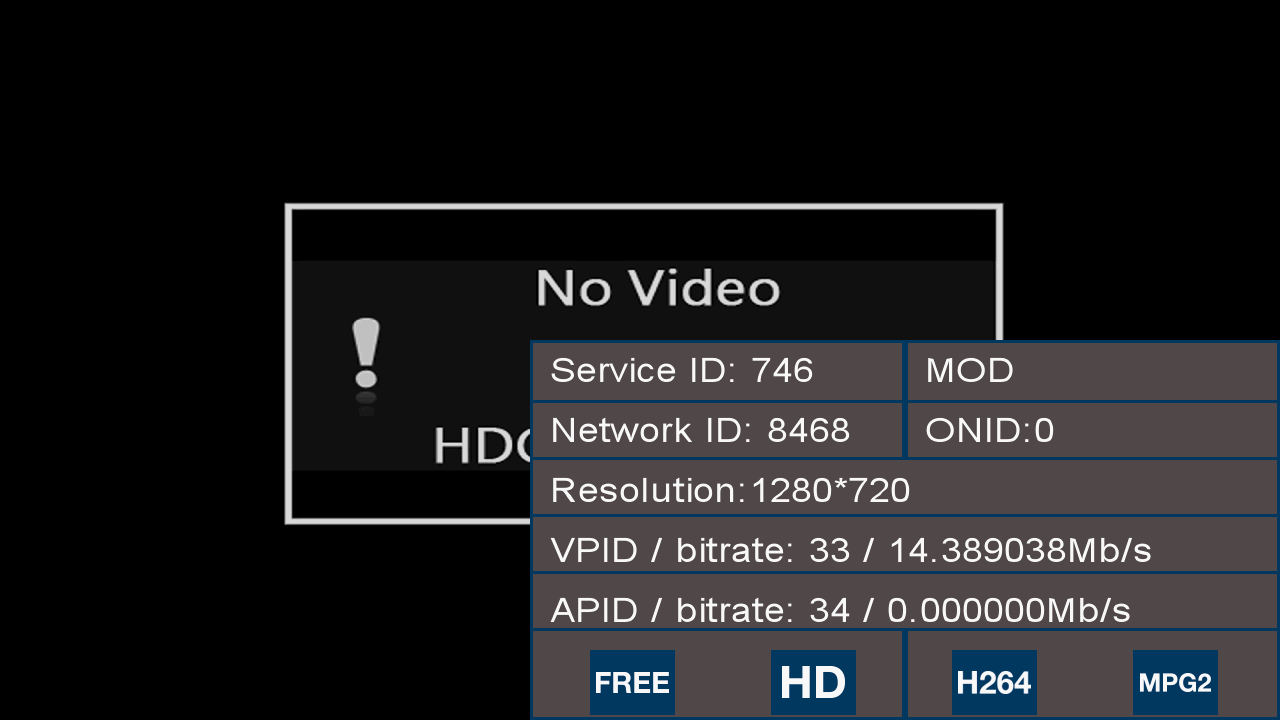 No Video
Service ID: 746
MOD
HDC
Network ID: 8468
ONID:0
Resolution:1280*720
VPID / bitrate: 33 / 14.389038Mb/s
APID / bitrate: 34 / 0.000000Mb/s
FREE
HD
H264
MPG2